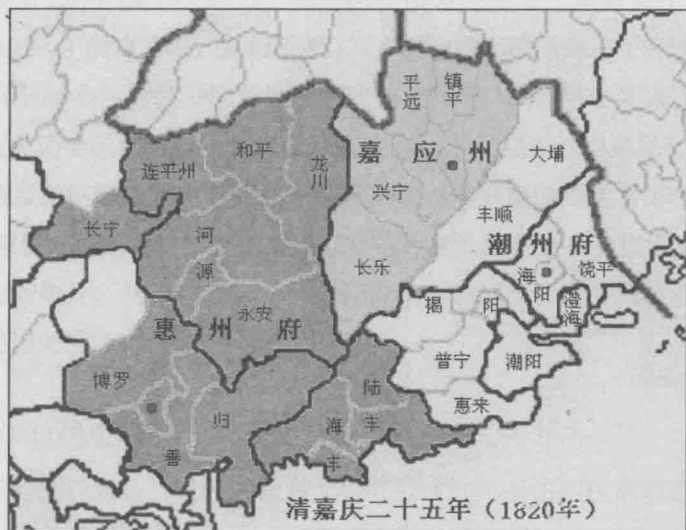 平远
镇平
嘉应州
大埔
和平
龙川
连平州
兴宁
丰顺
长宁
河源
长乐
潮州府
饶平
海阳
澄海
揭阳
永安
惠州府
普宁
潮阳
博罗
陆丰
惠来
归善
海丰
清嘉庆二十五年（1820年）